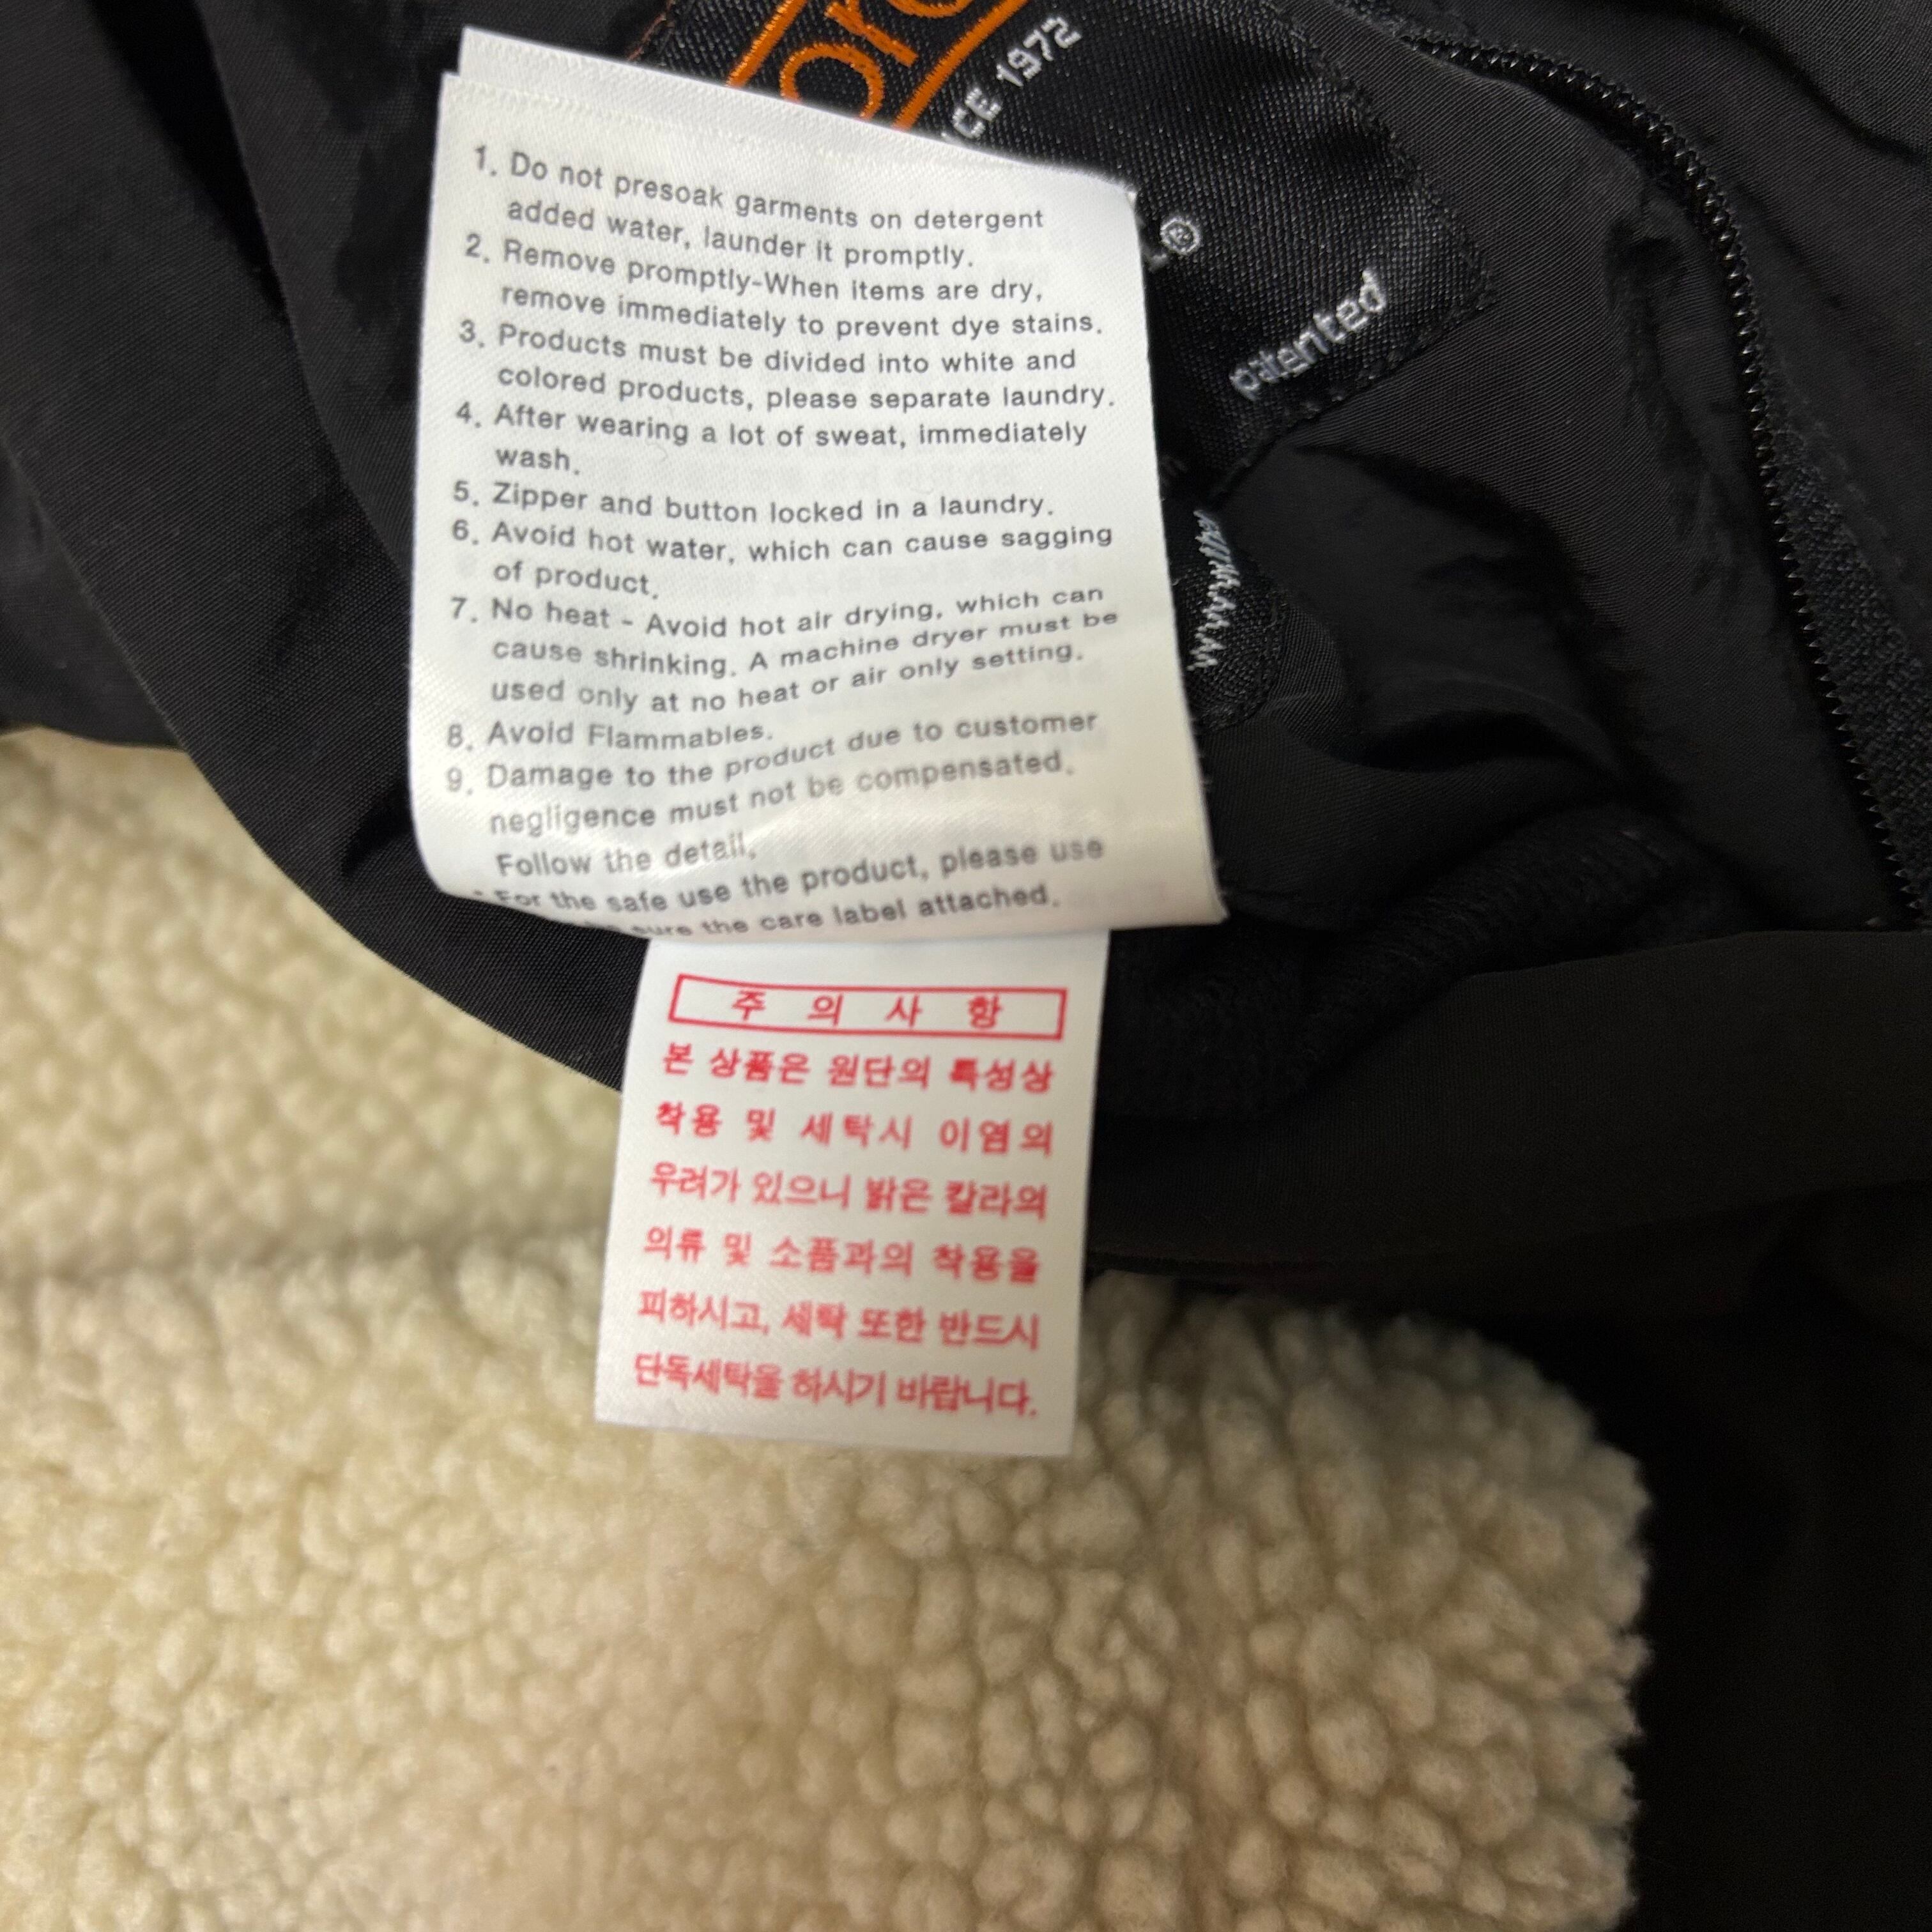 CE 1972
®
patented
1. Do not presoak garments on detergent
added water, launder it promptly.
2. Remove promptly-When items are dry,
remove immediately to prevent dye stains.
3. Products must be divided into white and
colored products, please separate laundry.
4. After wearing a lot of sweat, immediately
wash.
5. Zipper and button locked in a laundry.
6. Avoid hot water, which can cause sagging
of product.
7. No heat - Avoid hot air drying, which can
cause shrinking. A machine dryer must be
used only at no heat or air only setting.
8. Avoid Flammables.
9. Damage to the product due to customer
negligence must not be compensated.
Follow the detail.
* For the safe use the product, please use
sure the care label attached.
주 의 사 항
본 상품은 원단의 특성상
착용 및 세탁시 이염의
우려가 있으니 밝은 칼라의
의류 및 소품과의 착용을
피하시고, 세탁 또한 반드시
단독세탁을 하시기 바랍니다.